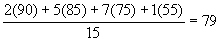 2(90) + 5(85) + 7(75) + 1(55)
15
= 79